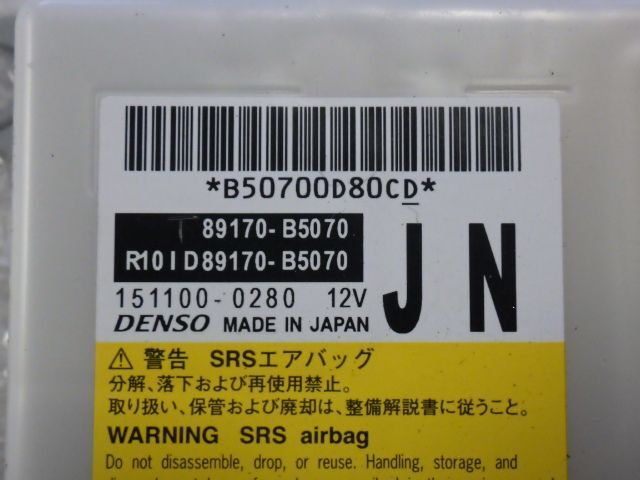 *B50700D80CD*
T 89170-B5070
R10ID89170-B5070
J N
151100-0280 12V
DENSO MADE IN JAPAN
⚠ 警告 SRSエアバッグ
分解、落下および再使用禁止。
取り扱い、保管および廃却は、整備解説書に従うこと。
WARNING SRS airbag
Do not disassemble, drop, or reuse. Handling, storage, and